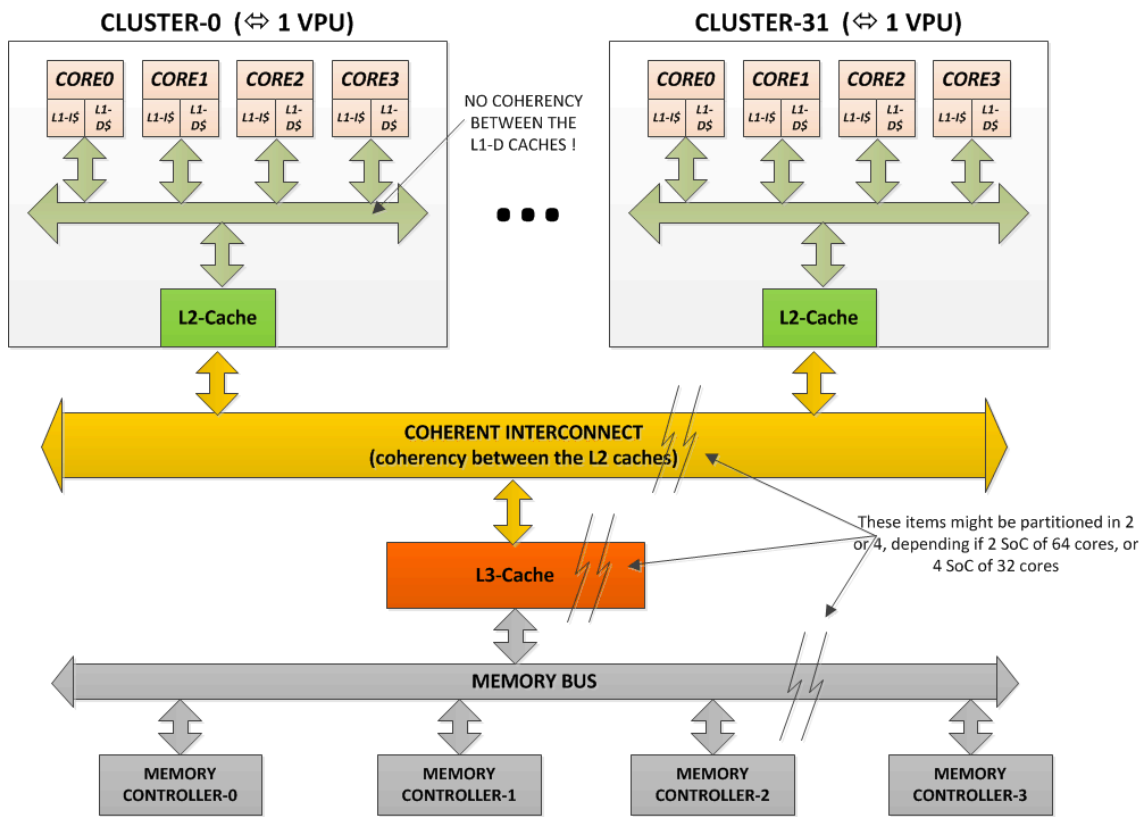 CLUSTER-0 (⇔ 1 VPU)
CORE0
L1-I$
L1-
D$
CORE1
L1-I$
L1-
D$
CORE2
L1-I$
L1-
D$
CORE3
L1-I$
L1-
D$
NO COHERENCY
BETWEEN THE
L1-D CACHES !
L2-Cache
...
CLUSTER-31 (⇔ 1 VPU)
CORE0
L1-I$
L1-
D$
CORE1
L1-I$
L1-
D$
CORE2
L1-I$
L1-
D$
CORE3
L1-I$
L1-
D$
L2-Cache
COHERENT INTERCONNECT
(coherency between the L2 caches)
These items might be partitioned in 2
or 4, depending if 2 SoC of 64 cores, or
4 SoC of 32 cores
L3-Cache
MEMORY BUS
MEMORY
CONTROLLER-0
MEMORY
CONTROLLER-1
MEMORY
CONTROLLER-2
MEMORY
CONTROLLER-3